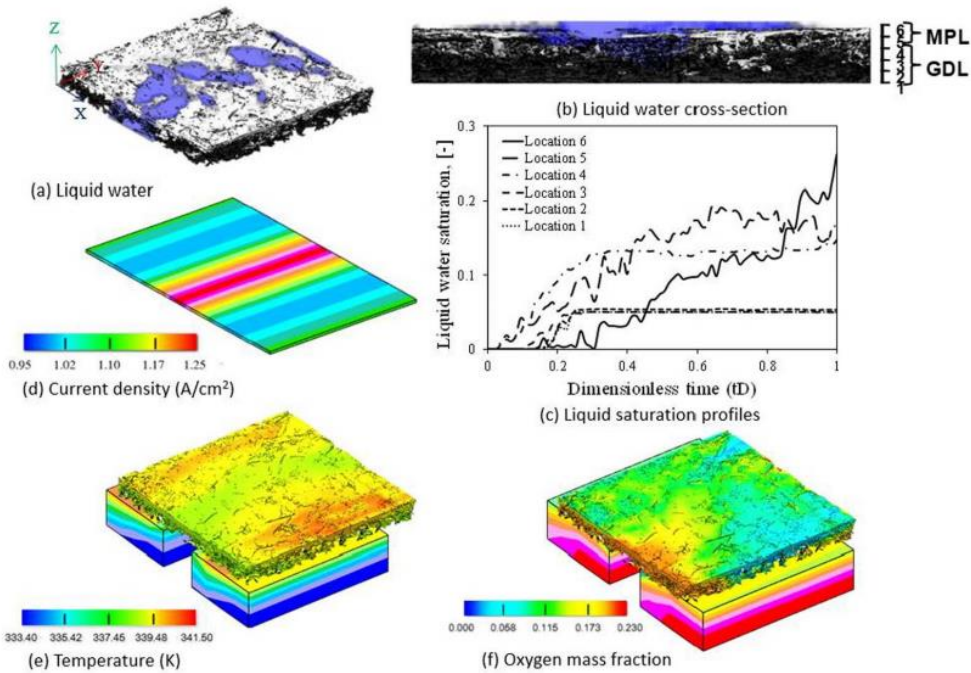 Z
Y
X
(a) Liquid water
6
5
4
3
2
1
MPL
GDL
(b) Liquid water cross-section
Liquid water saturation, [-]
0.3
0.2
0.1
0
Location 6
Location 5
Location 4
Location 3
Location 2
Location 1
0 0.2 0.4 0.6 0.8 1
Dimensionless time (tD)
(c) Liquid saturation profiles
0.95 1.02 1.10 1.17 1.25
(d) Current density (A/cm²)
333.40 335.42 337.45 339.48 341.50
(e) Temperature (K)
0.000 0.058 0.115 0.173 0.230
(f) Oxygen mass fraction